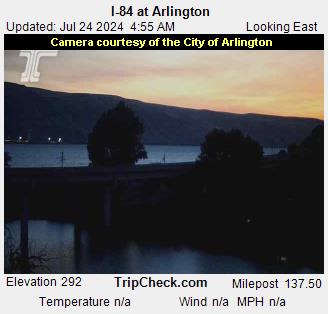 I-84 at Arlington
Updated: Jul 24 2024 4:55 AM Looking East
Camera courtesy of the City of Arlington
Elevation 292 TripCheck.com Milepost 137.50
Temperature n/a Wind n/a MPH n/a